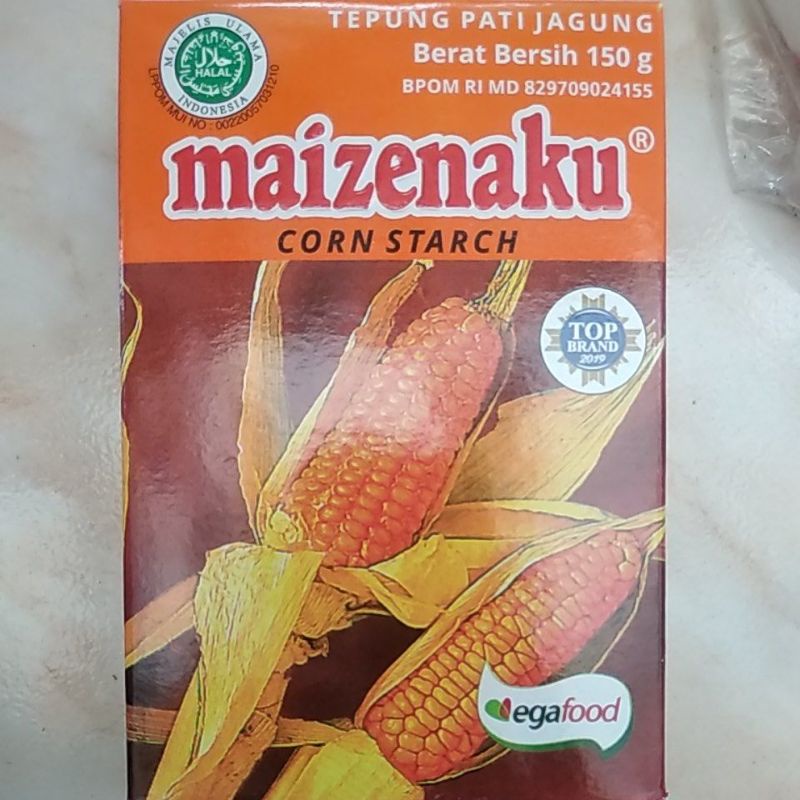 TEPUNG PATI JAGUNG
Berat Bersih 150 g
BPOM RI MD 829709024155
MAJELIS ULAMA
حلال
HALAL
INDONESIA
LPPOM MUI NO : 00220057031210
maizenaku®
CORN STARCH
TOP
BRAND
2019
egafood